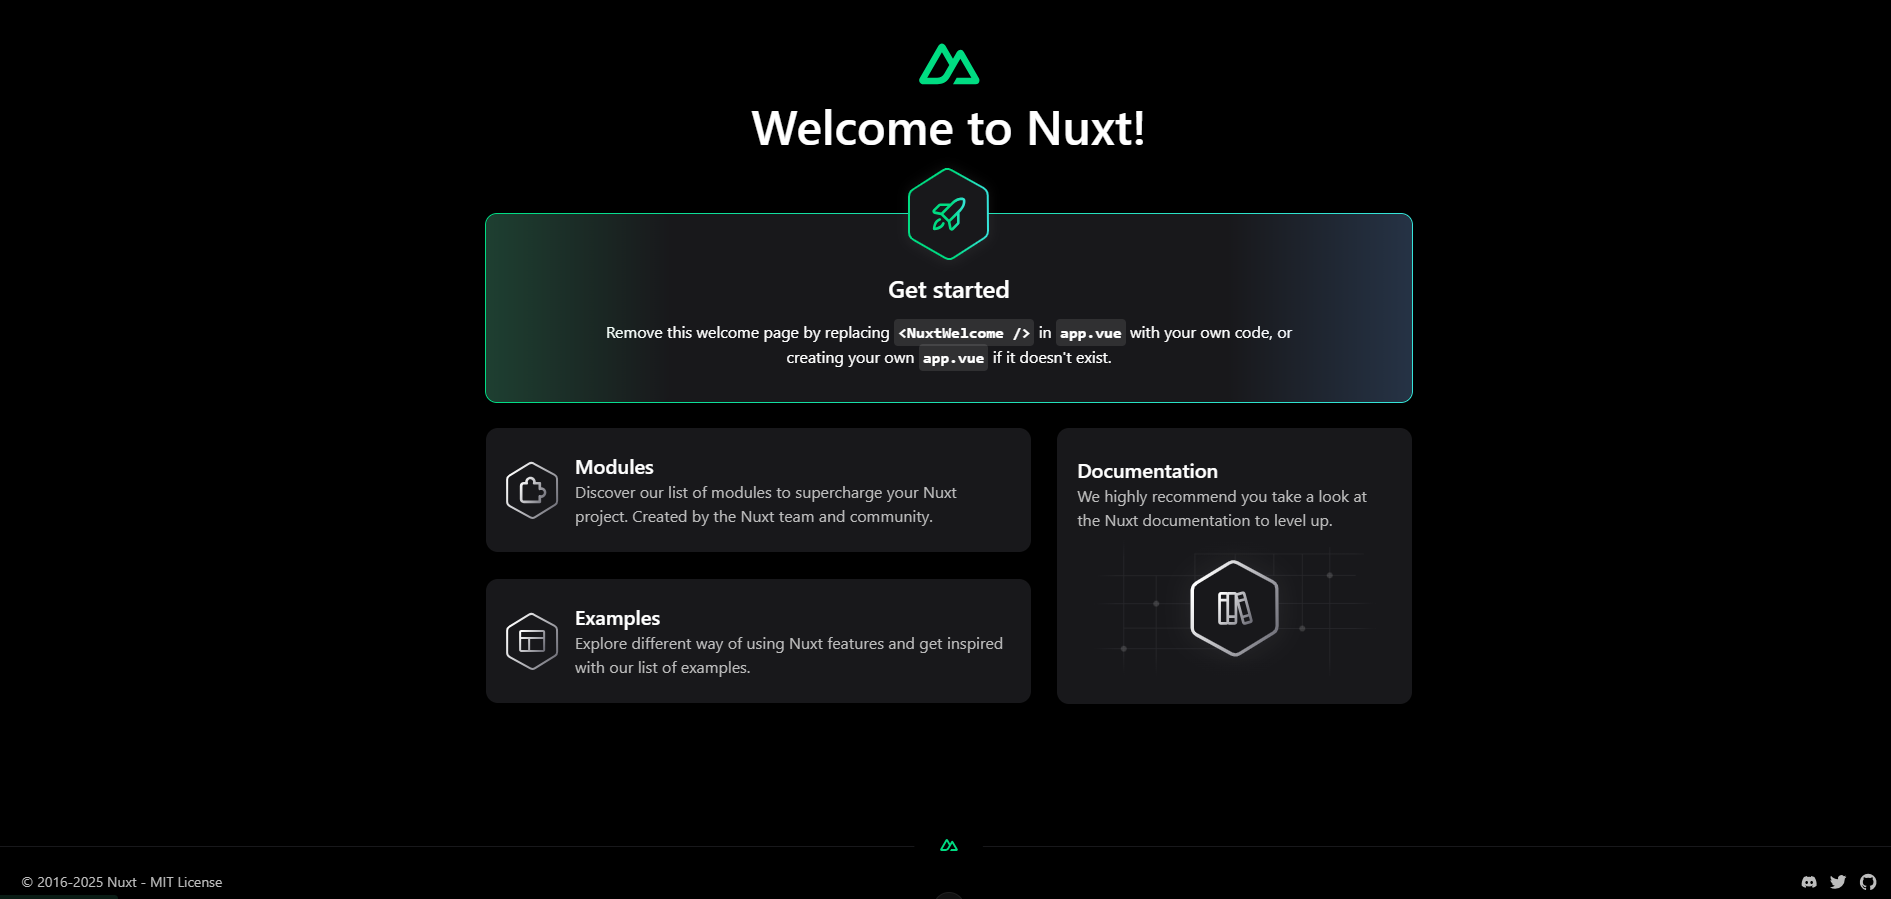 Welcome to Nuxt!
Get started
Remove this welcome page by replacing <NuxtWelcome /> in app.vue with your own code, or
creating your own app.vue if it doesn't exist.
Modules
Discover our list of modules to supercharge your Nuxt
project. Created by the Nuxt team and community.
Examples
Explore different way of using Nuxt features and get inspired
with our list of examples.
Documentation
We highly recommend you take a look at
the Nuxt documentation to level up.
© 2016-2025 Nuxt - MIT License